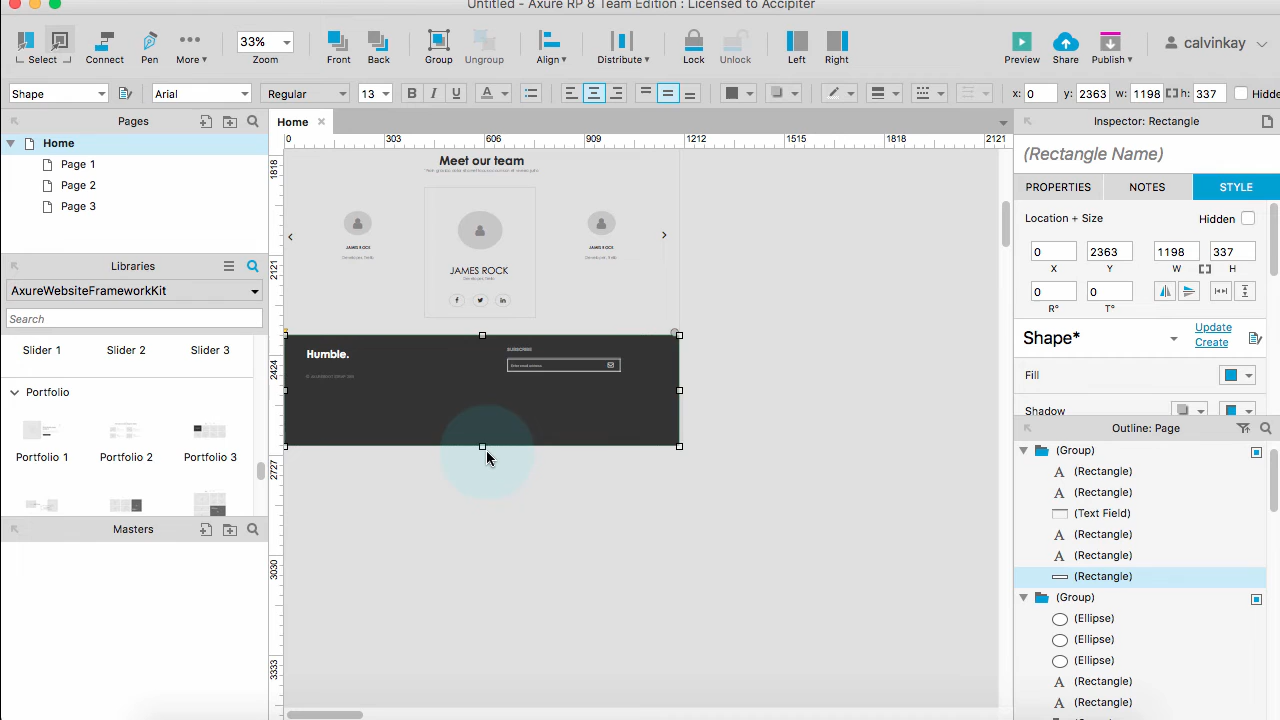 Untitled - Axure RP 8 Team Edition : Licensed to Accipiter
Select Connect Pen More ▾ 33% Zoom Front Back Group Ungroup Align ▾ Distribute ▾ Lock Unlock Left Right Preview Share Publish ▾ calvinkay
Shape Arial Regular 13 B I U A x: 0 y: 2363 w: 1198 h: 337 Hidde
Pages
Home
Page 1
Page 2
Page 3
Libraries
AxureWebsiteFrameworkKit
Search
Slider 1 Slider 2 Slider 3
Portfolio
Portfolio 1 Portfolio 2 Portfolio 3
Masters
Home
0 303 606 909 1212 1515 1818 2121
1818
2121
2424
2727
3030
3333
Meet our team
JAMES ROCK
JAMES ROCK
JAMES ROCK
Humble.
SUBSCRIBE
Inspector: Rectangle
(Rectangle Name)
PROPERTIES NOTES STYLE
Location + Size Hidden
0 2363 1198 337
X Y W H
0 0
R° T°
Shape* Update
Create
Fill
Shadow
Outline: Page
(Group)
(Rectangle)
(Rectangle)
(Text Field)
(Rectangle)
(Rectangle)
(Rectangle)
(Group)
(Ellipse)
(Ellipse)
(Ellipse)
(Rectangle)
(Rectangle)